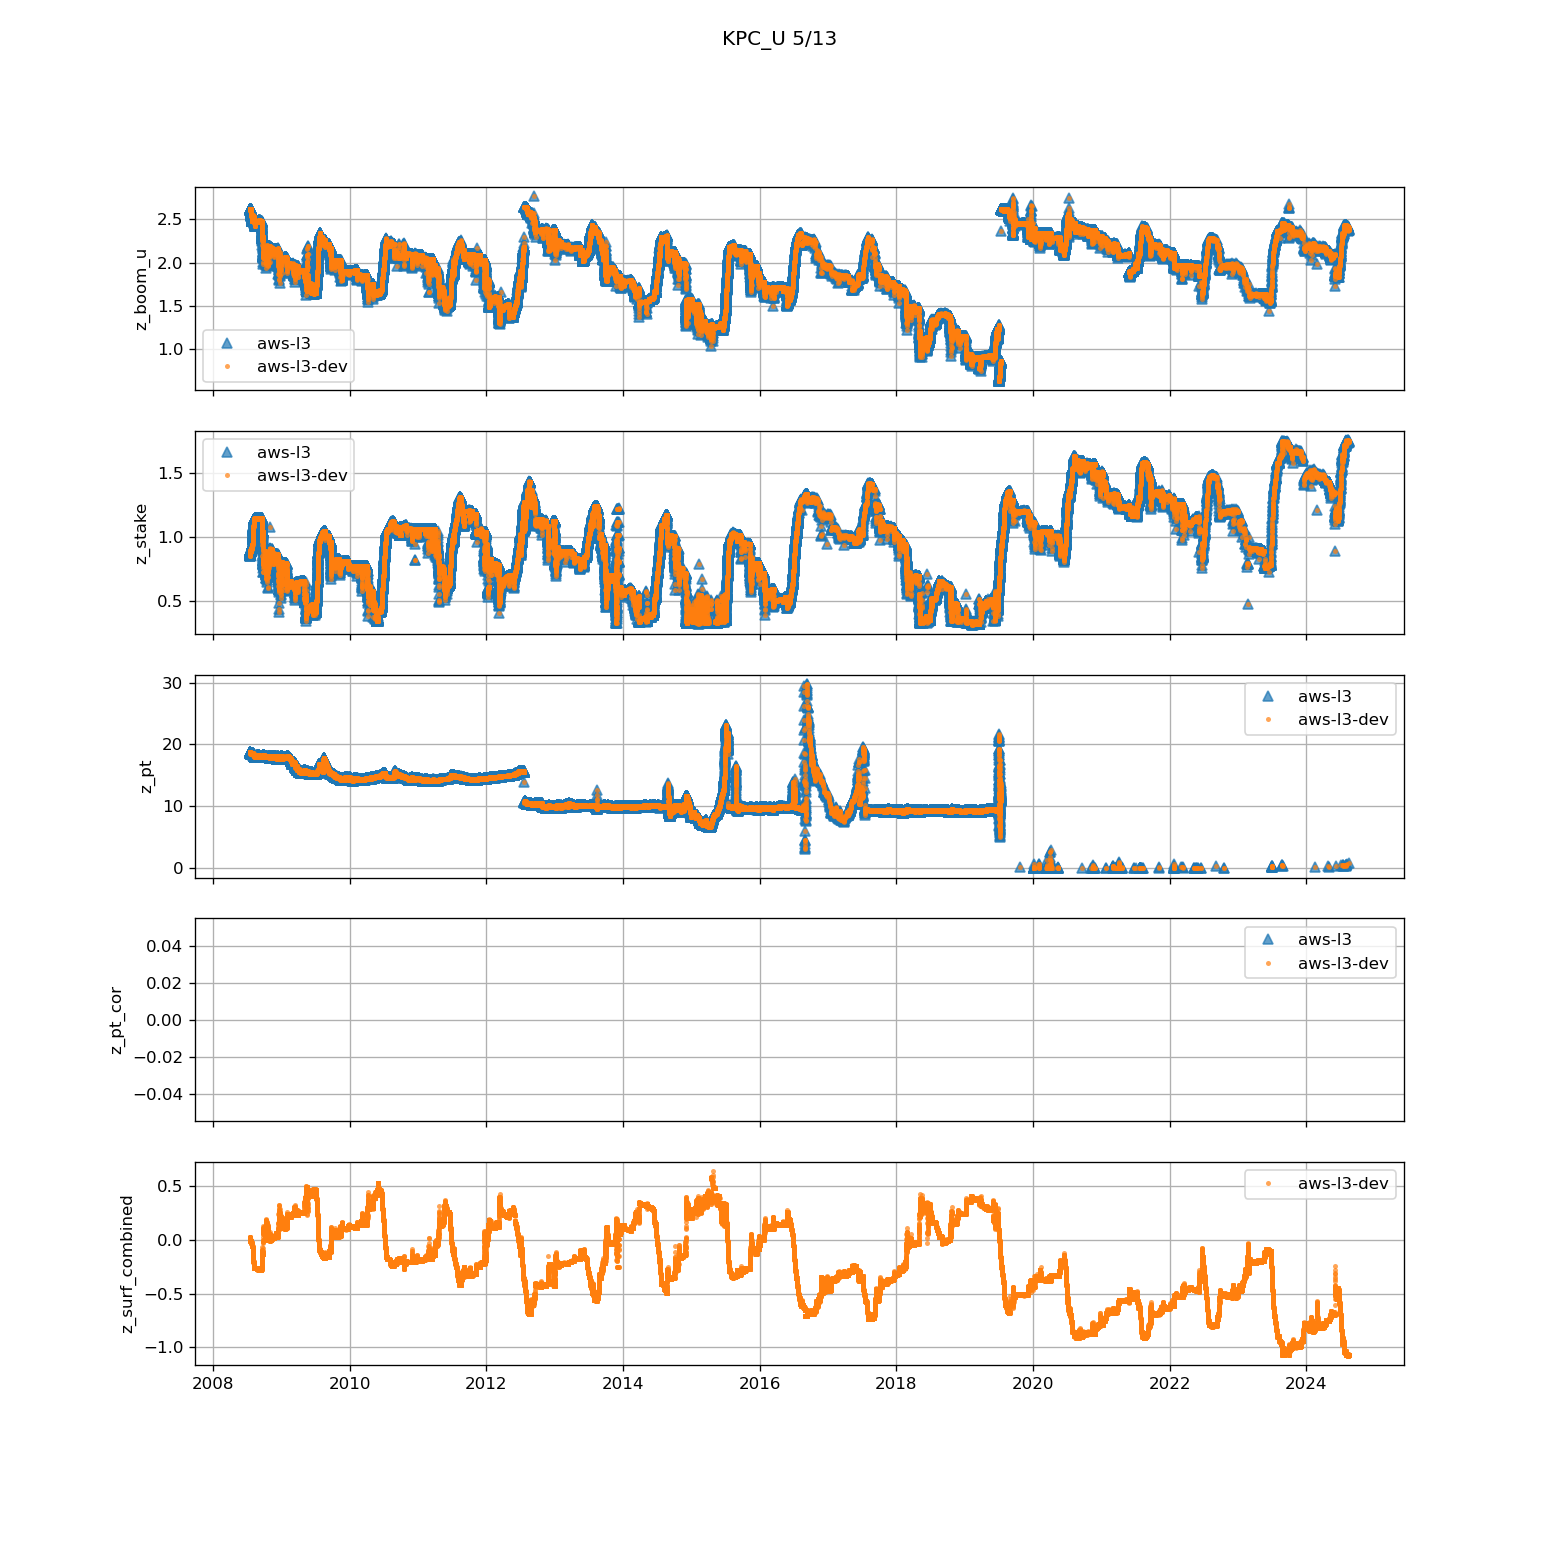 KPC_U 5/13
z_boom_u
2.5
2.0
1.5
1.0
aws-l3
aws-l3-dev
z_stake
1.5
1.0
0.5
aws-l3
aws-l3-dev
z_pt
30
20
10
0
aws-l3
aws-l3-dev
z_pt_cor
0.04
0.02
0.00
−0.02
−0.04
aws-l3
aws-l3-dev
z_surf_combined
0.5
0.0
−0.5
−1.0
aws-l3-dev
2008 2010 2012 2014 2016 2018 2020 2022 2024